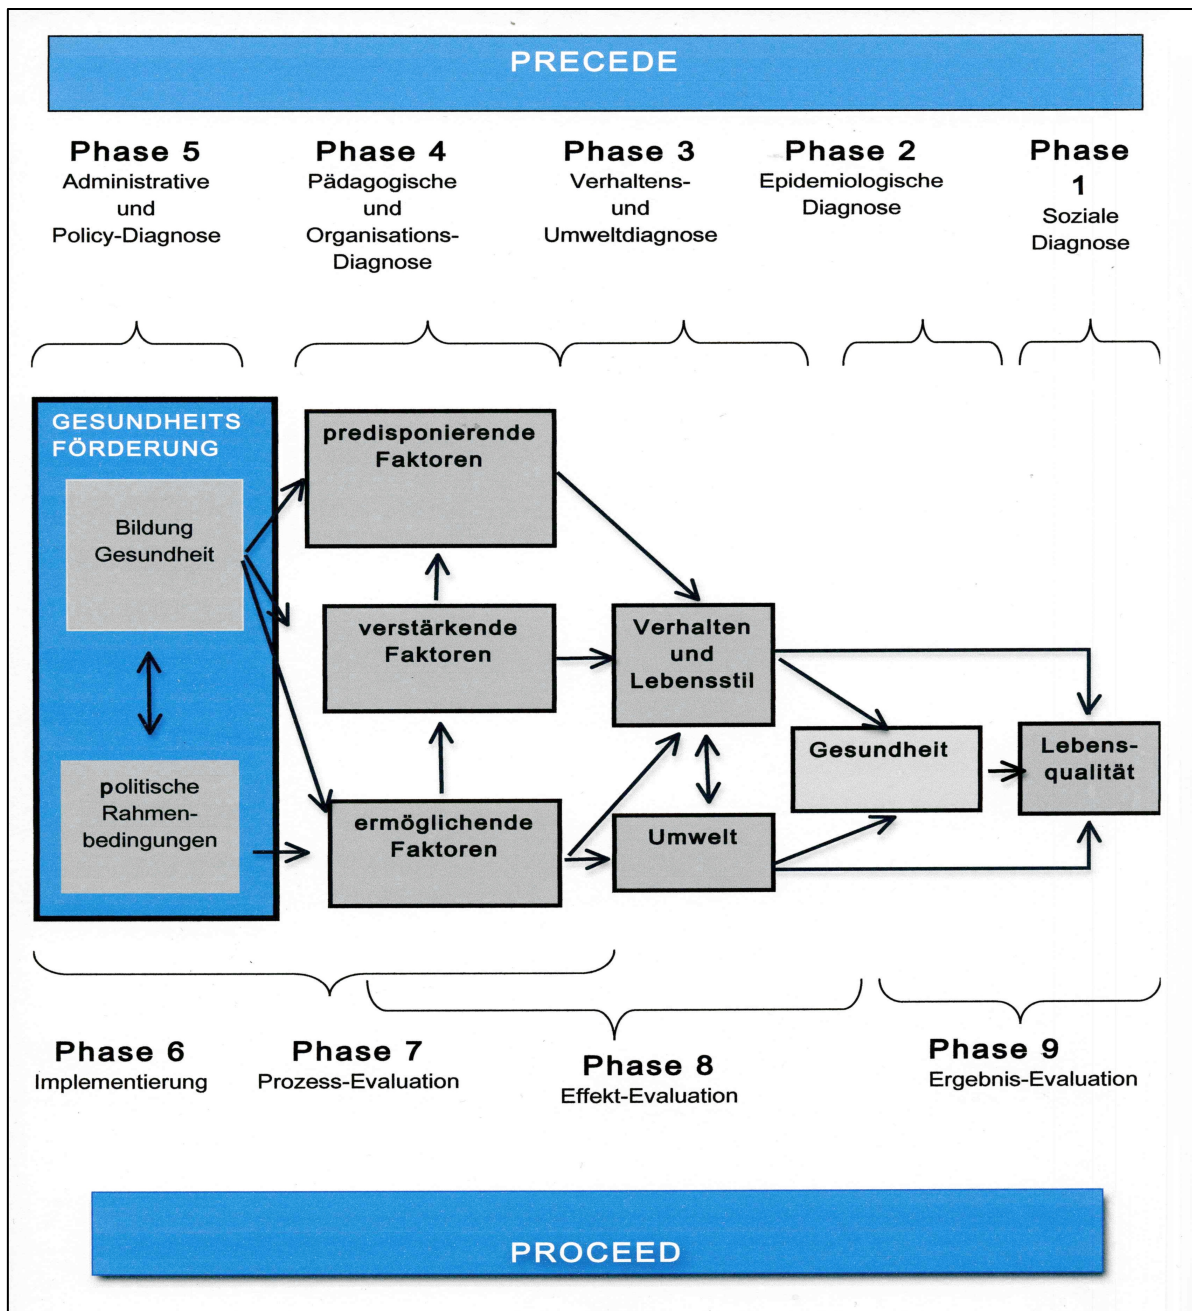 PRECEDE
Phase 5
Administrative
und
Policy-Diagnose
Phase 4
Pädagogische
und
Organisations-
Diagnose
Phase 3
Verhaltens-
und
Umweltdiagnose
Phase 2
Epidemiologische
Diagnose
Phase
1
Soziale
Diagnose
GESUNDHEITS
FÖRDERUNG
Bildung
Gesundheit
politische
Rahmen-
bedingungen
predisponierende
Faktoren
verstärkende
Faktoren
ermöglichende
Faktoren
Verhalten
und
Lebensstil
Umwelt
Gesundheit
Lebens-
qualität
Phase 6
Implementierung
Phase 7
Prozess-Evaluation
Phase 8
Effekt-Evaluation
Phase 9
Ergebnis-Evaluation
PROCEED